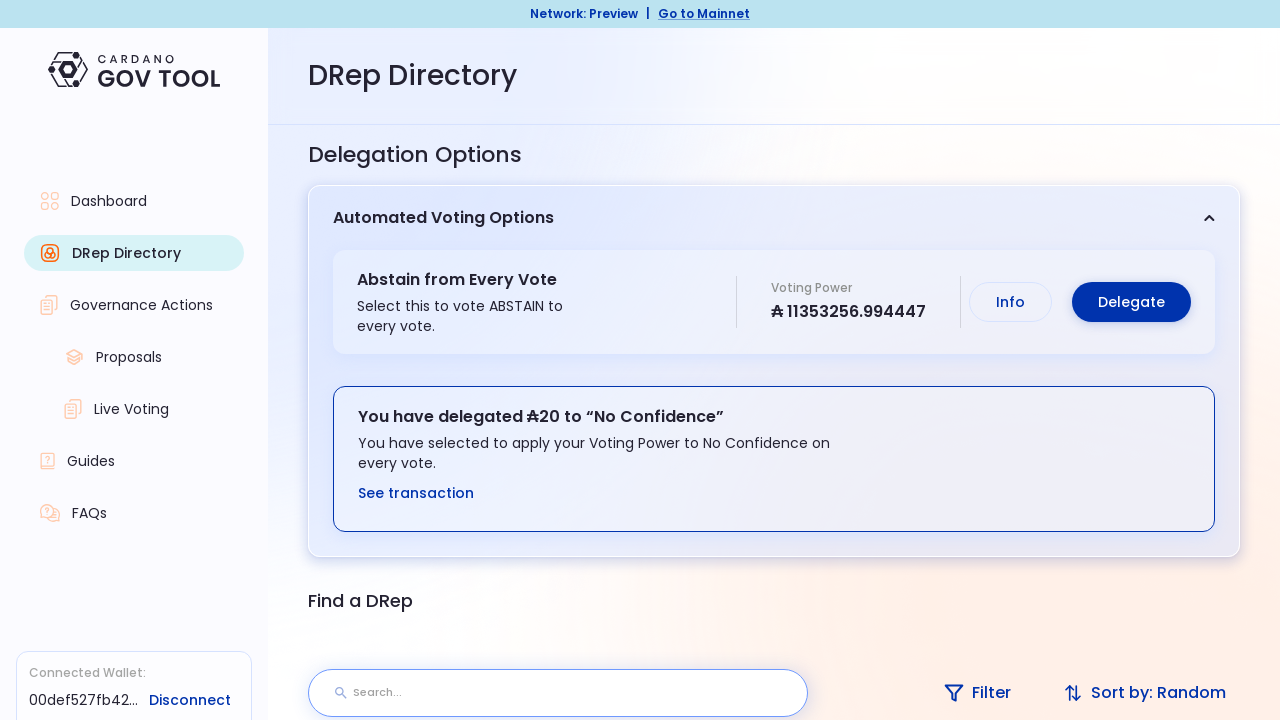 Network: Preview | Go to Mainnet
CARDANO
GOV TOOL
Dashboard
DRep Directory
Governance Actions
Proposals
Live Voting
Guides
FAQs
Connected Wallet:
00def527fb42...
Disconnect
DRep Directory
Delegation Options
Automated Voting Options
Abstain from Every Vote
Select this to vote ABSTAIN to
every vote.
Voting Power
₳ 11353256.994447
Info
Delegate
You have delegated ₳20 to “No Confidence”
You have selected to apply your Voting Power to No Confidence on
every vote.
See transaction
Find a DRep
Search...
Filter
Sort by: Random